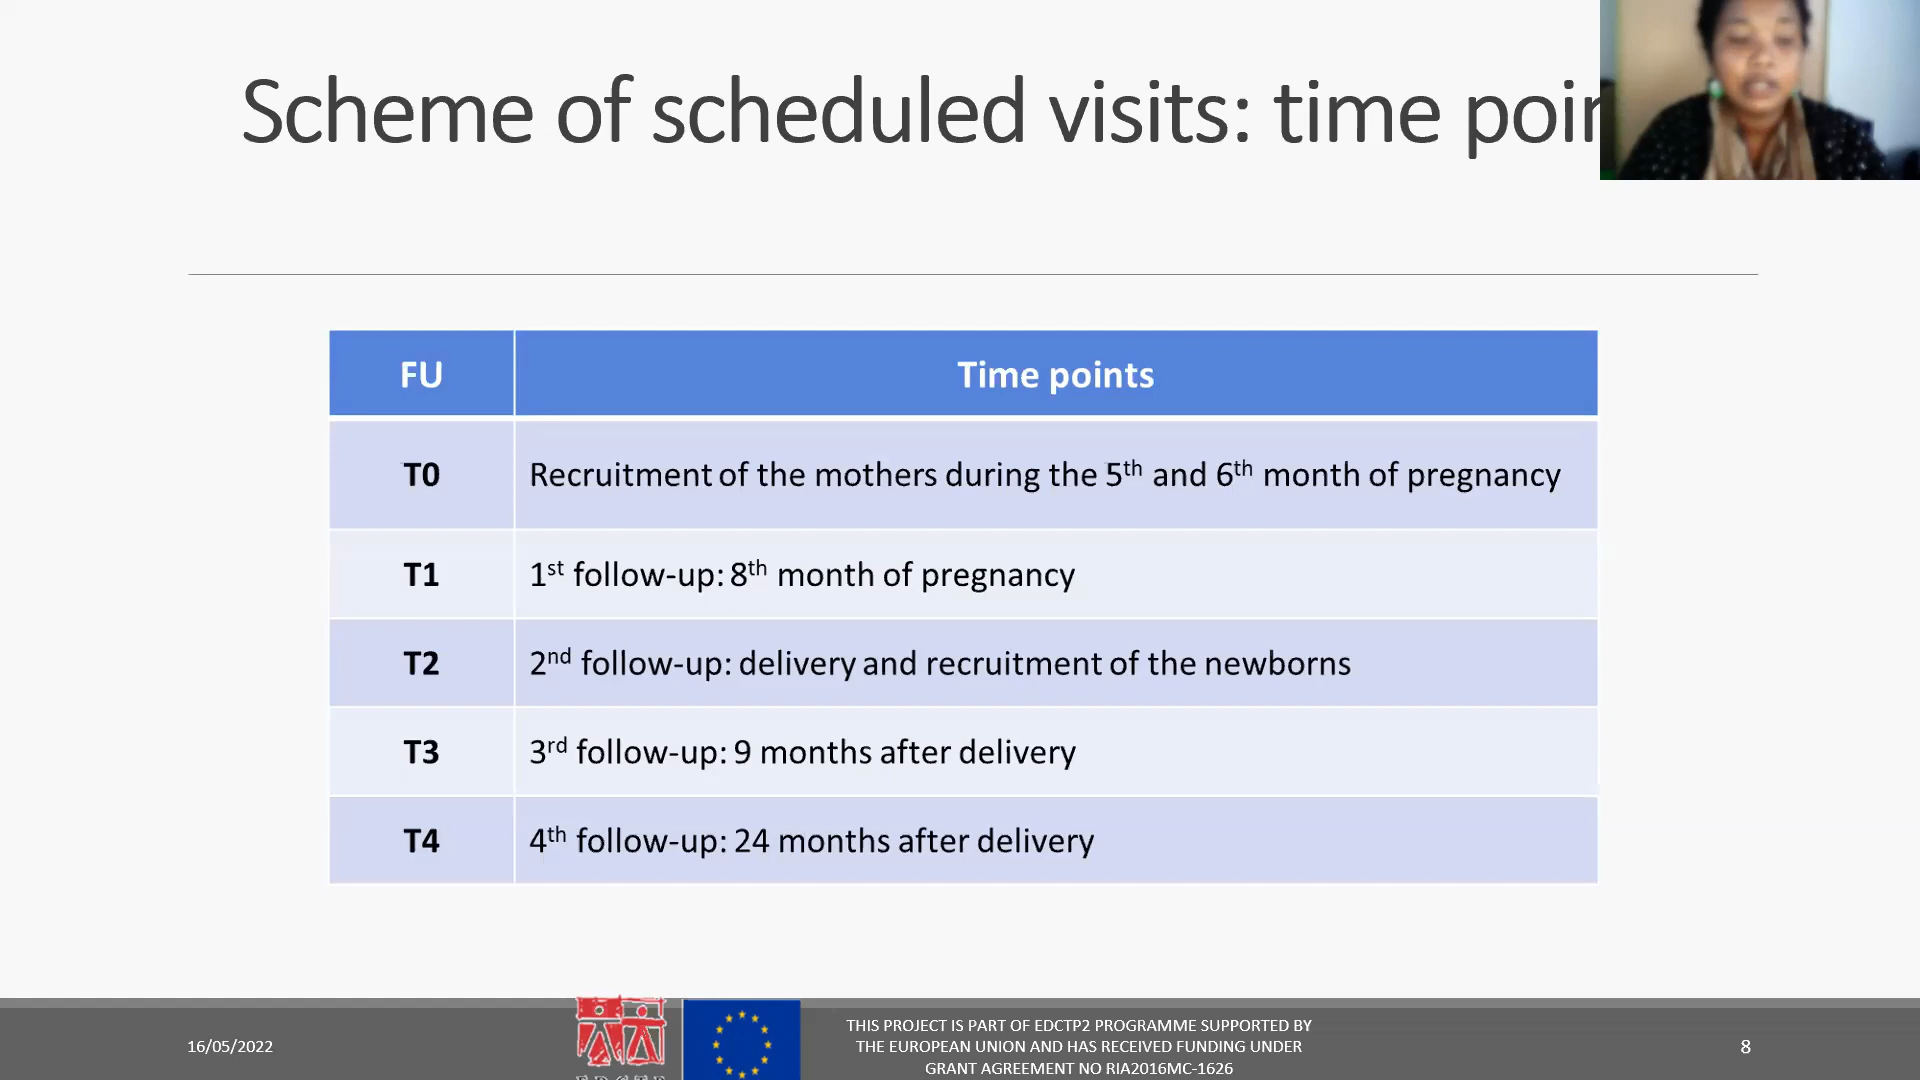 Scheme of scheduled visits: time poin
FU Time points
T0 Recruitment of the mothers during the 5th and 6th month of pregnancy
T1 1st follow-up: 8th month of pregnancy
T2 2nd follow-up: delivery and recruitment of the newborns
T3 3rd follow-up: 9 months after delivery
T4 4th follow-up: 24 months after delivery
16/05/2022
THIS PROJECT IS PART OF EDCTP2 PROGRAMME SUPPORTED BY
THE EUROPEAN UNION AND HAS RECEIVED FUNDING UNDER
GRANT AGREEMENT NO RIA2016MC-1626
8